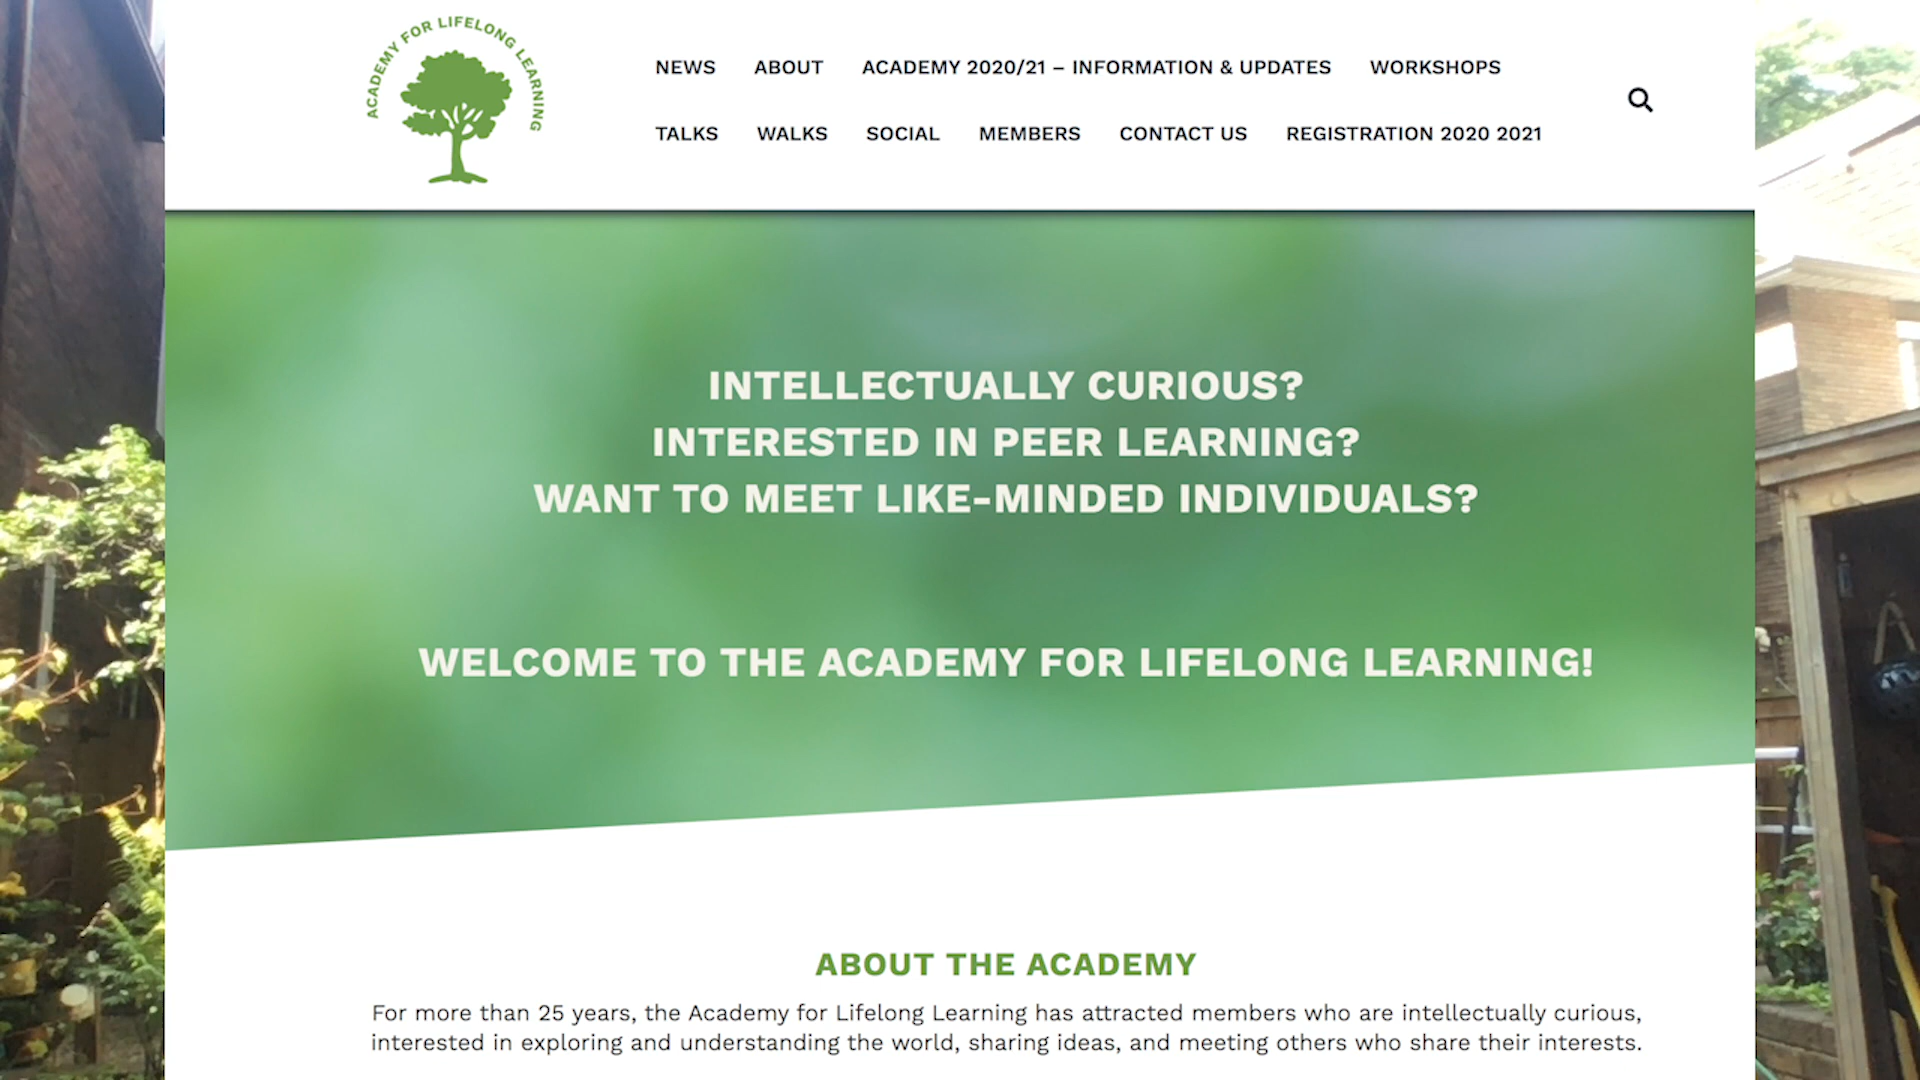 ACADEMY FOR LIFELONG LEARNING
NEWS ABOUT ACADEMY 2020/21 – INFORMATION & UPDATES WORKSHOPS
TALKS WALKS SOCIAL MEMBERS CONTACT US REGISTRATION 2020 2021
INTELLECTUALLY CURIOUS?
INTERESTED IN PEER LEARNING?
WANT TO MEET LIKE-MINDED INDIVIDUALS?
WELCOME TO THE ACADEMY FOR LIFELONG LEARNING!
ABOUT THE ACADEMY
For more than 25 years, the Academy for Lifelong Learning has attracted members who are intellectually curious,
interested in exploring and understanding the world, sharing ideas, and meeting others who share their interests.